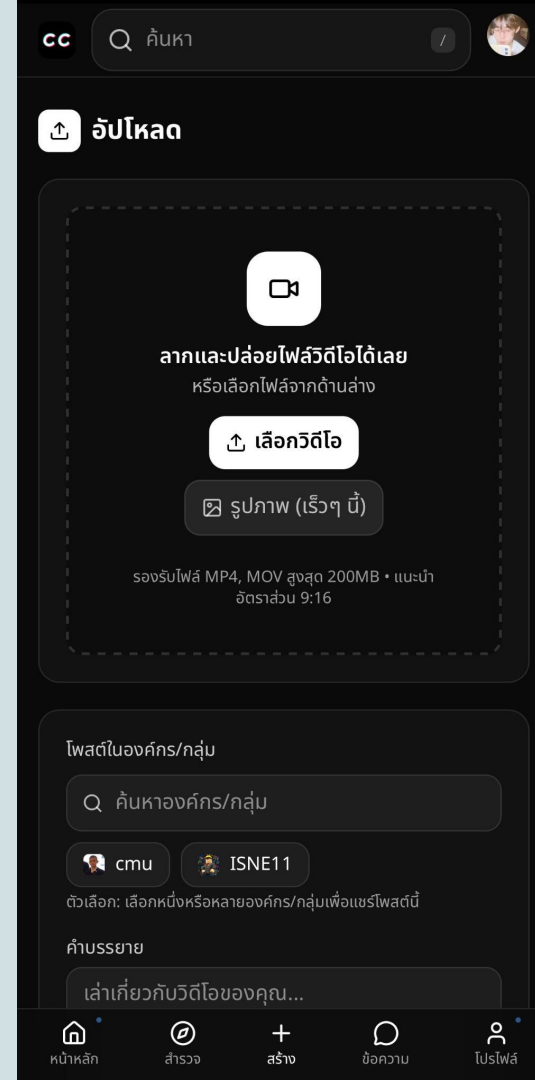 cc
ค้นหา
/
อัปโหลด
ลากและปล่อยไฟล์วิดีโอได้เลย
หรือเลือกไฟล์จากด้านล่าง
เลือกวิดีโอ
รูปภาพ (เร็วๆ นี้)
รองรับไฟล์ MP4, MOV สูงสุด 200MB • แนะนำ
อัตราส่วน 9:16
โพสต์ในองค์กร/กลุ่ม
ค้นหาองค์กร/กลุ่ม
cmu ISNE11
ตัวเลือก: เลือกหนึ่งหรือหลายองค์กร/กลุ่มเพื่อแชร์โพสต์นี้
คำบรรยาย
เล่าเกี่ยวกับวิดีโอของคุณ...
หน้าหลัก สำรวจ สร้าง ข้อความ โปรไฟล์